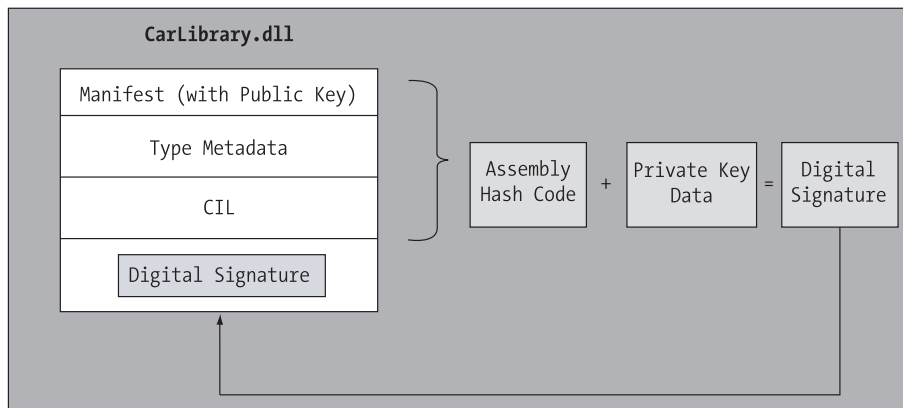 CarLibrary.dll
Manifest (with Public Key)
Type Metadata
CIL
Digital Signature
Assembly
Hash Code
+
Private Key
Data
=
Digital
Signature